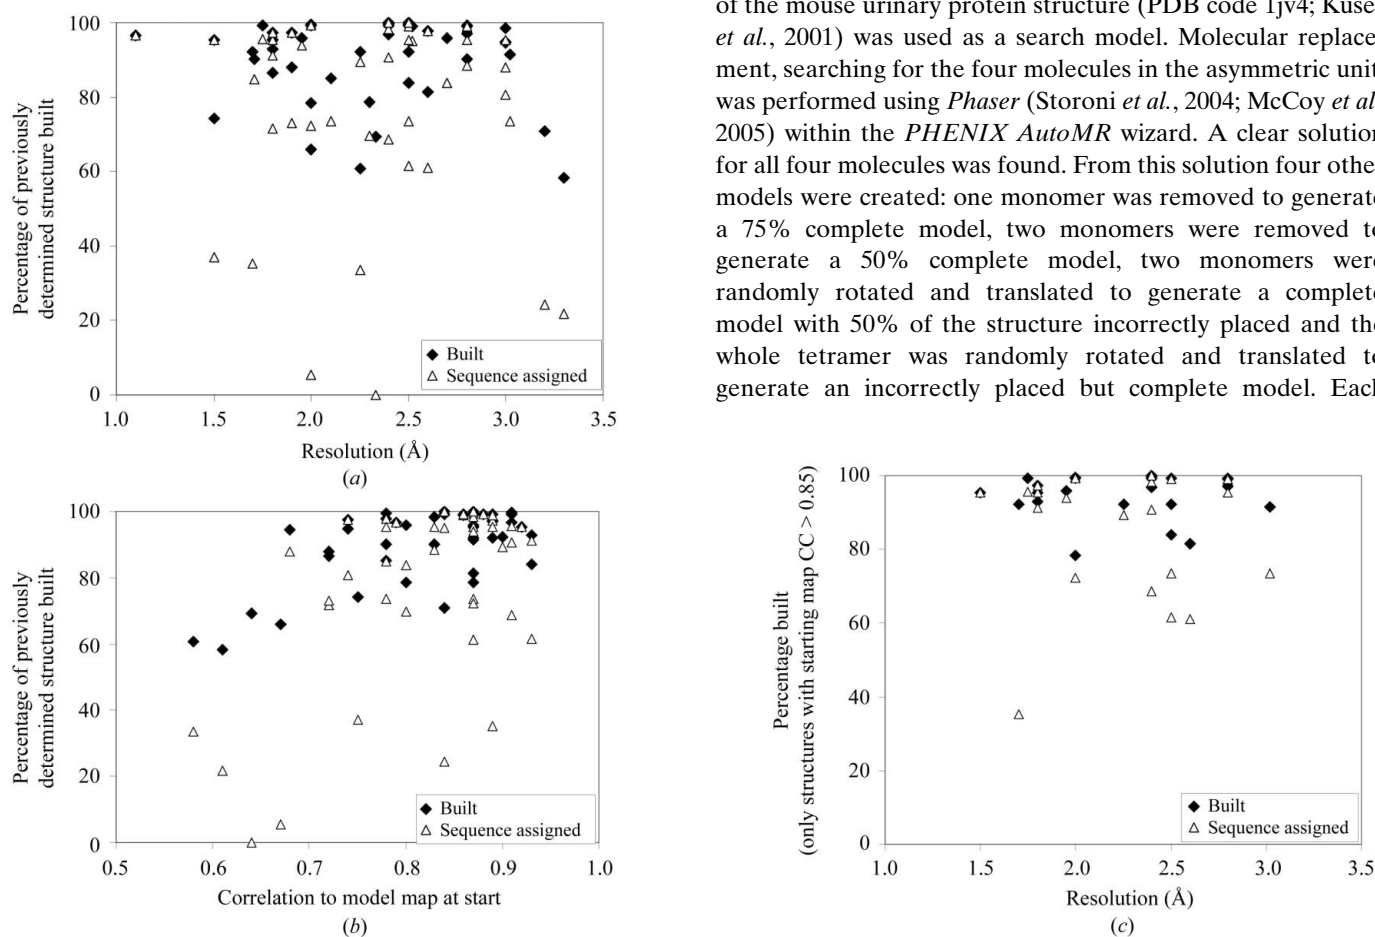 100
80
60
40
20
0
Percentage of previously
determined structure built
Built
Sequence assigned
1.0 1.5 2.0 2.5 3.0 3.5
Resolution (Å)
(a)
100
80
60
40
20
0
Percentage of previously
determined structure built
Built
Sequence assigned
0.5 0.6 0.7 0.8 0.9 1.0
Correlation to model map at start
(b)
of the mouse urinary protein structure (PDB code 1jv4; Kuse
et al., 2001) was used as a search model. Molecular replace
ment, searching for the four molecules in the asymmetric unit
was performed using Phaser (Storoni et al., 2004; McCoy et al
2005) within the PHENIX AutoMR wizard. A clear solution
for all four molecules was found. From this solution four othe
models were created: one monomer was removed to generate
a 75% complete model, two monomers were removed to
generate a 50% complete model, two monomers were
randomly rotated and translated to generate a complete
model with 50% of the structure incorrectly placed and the
whole tetramer was randomly rotated and translated to
generate an incorrectly placed but complete model. Each
100
80
60
40
20
0
Percentage built
(only structures with starting map CC > 0.85)
Built
Sequence assigned
1.0 1.5 2.0 2.5 3.0 3.5
Resolution (Å)
(c)